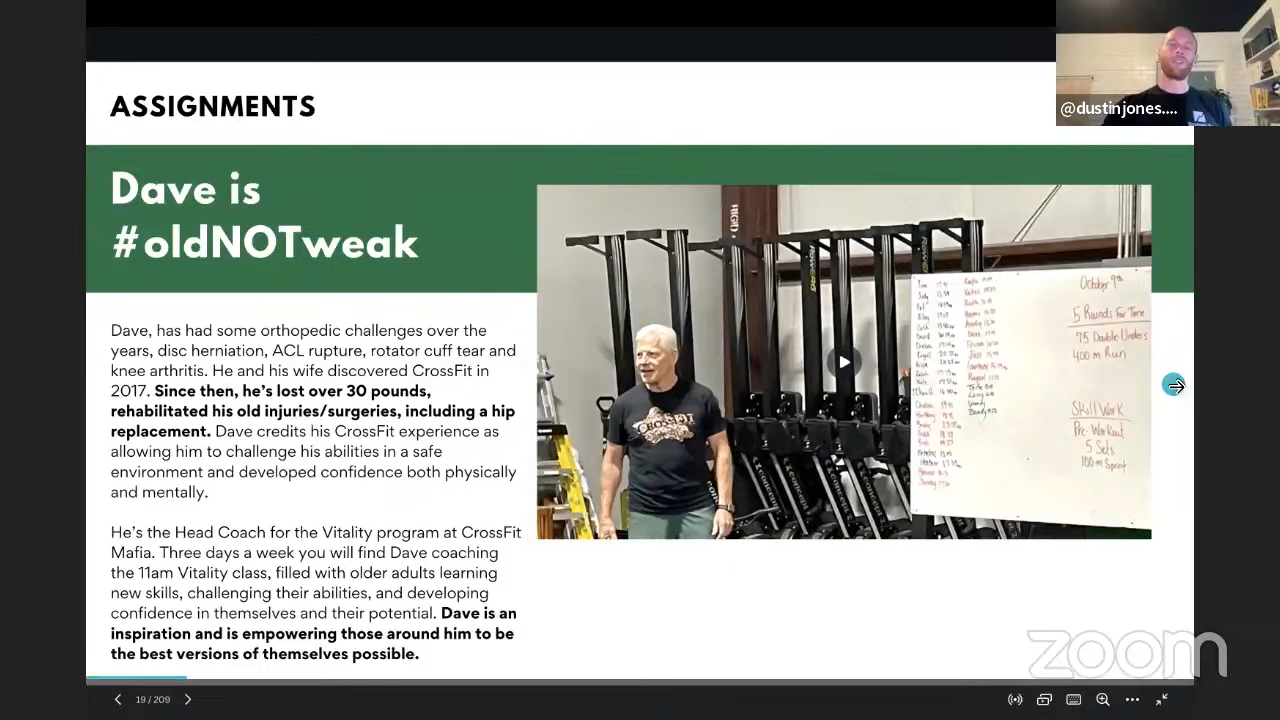 @dustinjones....
ASSIGNMENTS
Dave is
#oldNOTweak
Dave, has had some orthopedic challenges over the
years, disc herniation, ACL rupture, rotator cuff tear and
knee arthritis. He and his wife discovered CrossFit in
2017. Since then, he's lost over 30 pounds,
rehabilitated his old injuries/surgeries, including a hip
replacement. Dave credits his CrossFit experience as
allowing him to challenge his abilities in a safe
environment and developed confidence both physically
and mentally.
He's the Head Coach for the Vitality program at CrossFit
Mafia. Three days a week you will find Dave coaching
the 11am Vitality class, filled with older adults learning
new skills, challenging their abilities, and developing
confidence in themselves and their potential. Dave is an
inspiration and is empowering those around him to be
the best versions of themselves possible.
RIGID
CROSSFIT
concept
October 9th
5 Rounds For Time
75 Double Unders
400 m Run
Skill Work
Pre-Workout
5 Sets
100m Sprint
zoom
19 / 209